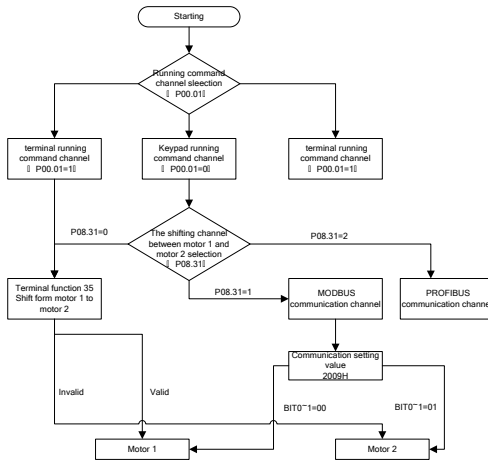 Starting
Running command
channel sleection
( P00.01)
terminal running
command channel
( P00.01=1)
Keypad running
command channel
( P00.01=0)
terminal running
command channel
( P00.01=1)
P08.31=0
The shifting channel
between motor 1 and
motor 2 selection
( P08.31)
P08.31=2
Terminal function 35
Shift form motor 1 to
motor 2
P08.31=1
MODBUS
communication channel
PROFIBUS
communication channel
Communication setting
value
2009H
Invalid
Valid
BIT0~1=00
BIT0~1=01
Motor 1
Motor 2